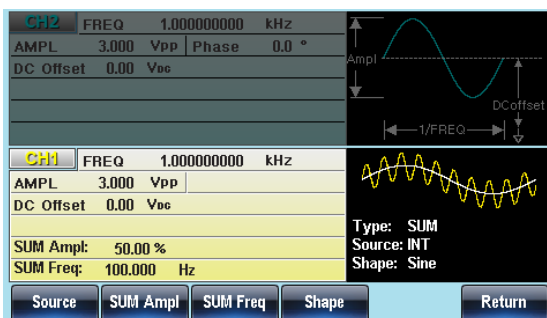 CH2 FREQ 1.000000000 kHz
AMPL 3.000 Vpp Phase 0.0 °
DC Offset 0.00 VDC
Ampl
DCoffset
1/FREQ
CH1 FREQ 1.000000000 kHz
AMPL 3.000 Vpp
DC Offset 0.00 VDC
SUM Ampl: 50.00 %
SUM Freq: 100.000 Hz
Type: SUM
Source: INT
Shape: Sine
Source SUM Ampl SUM Freq Shape Return